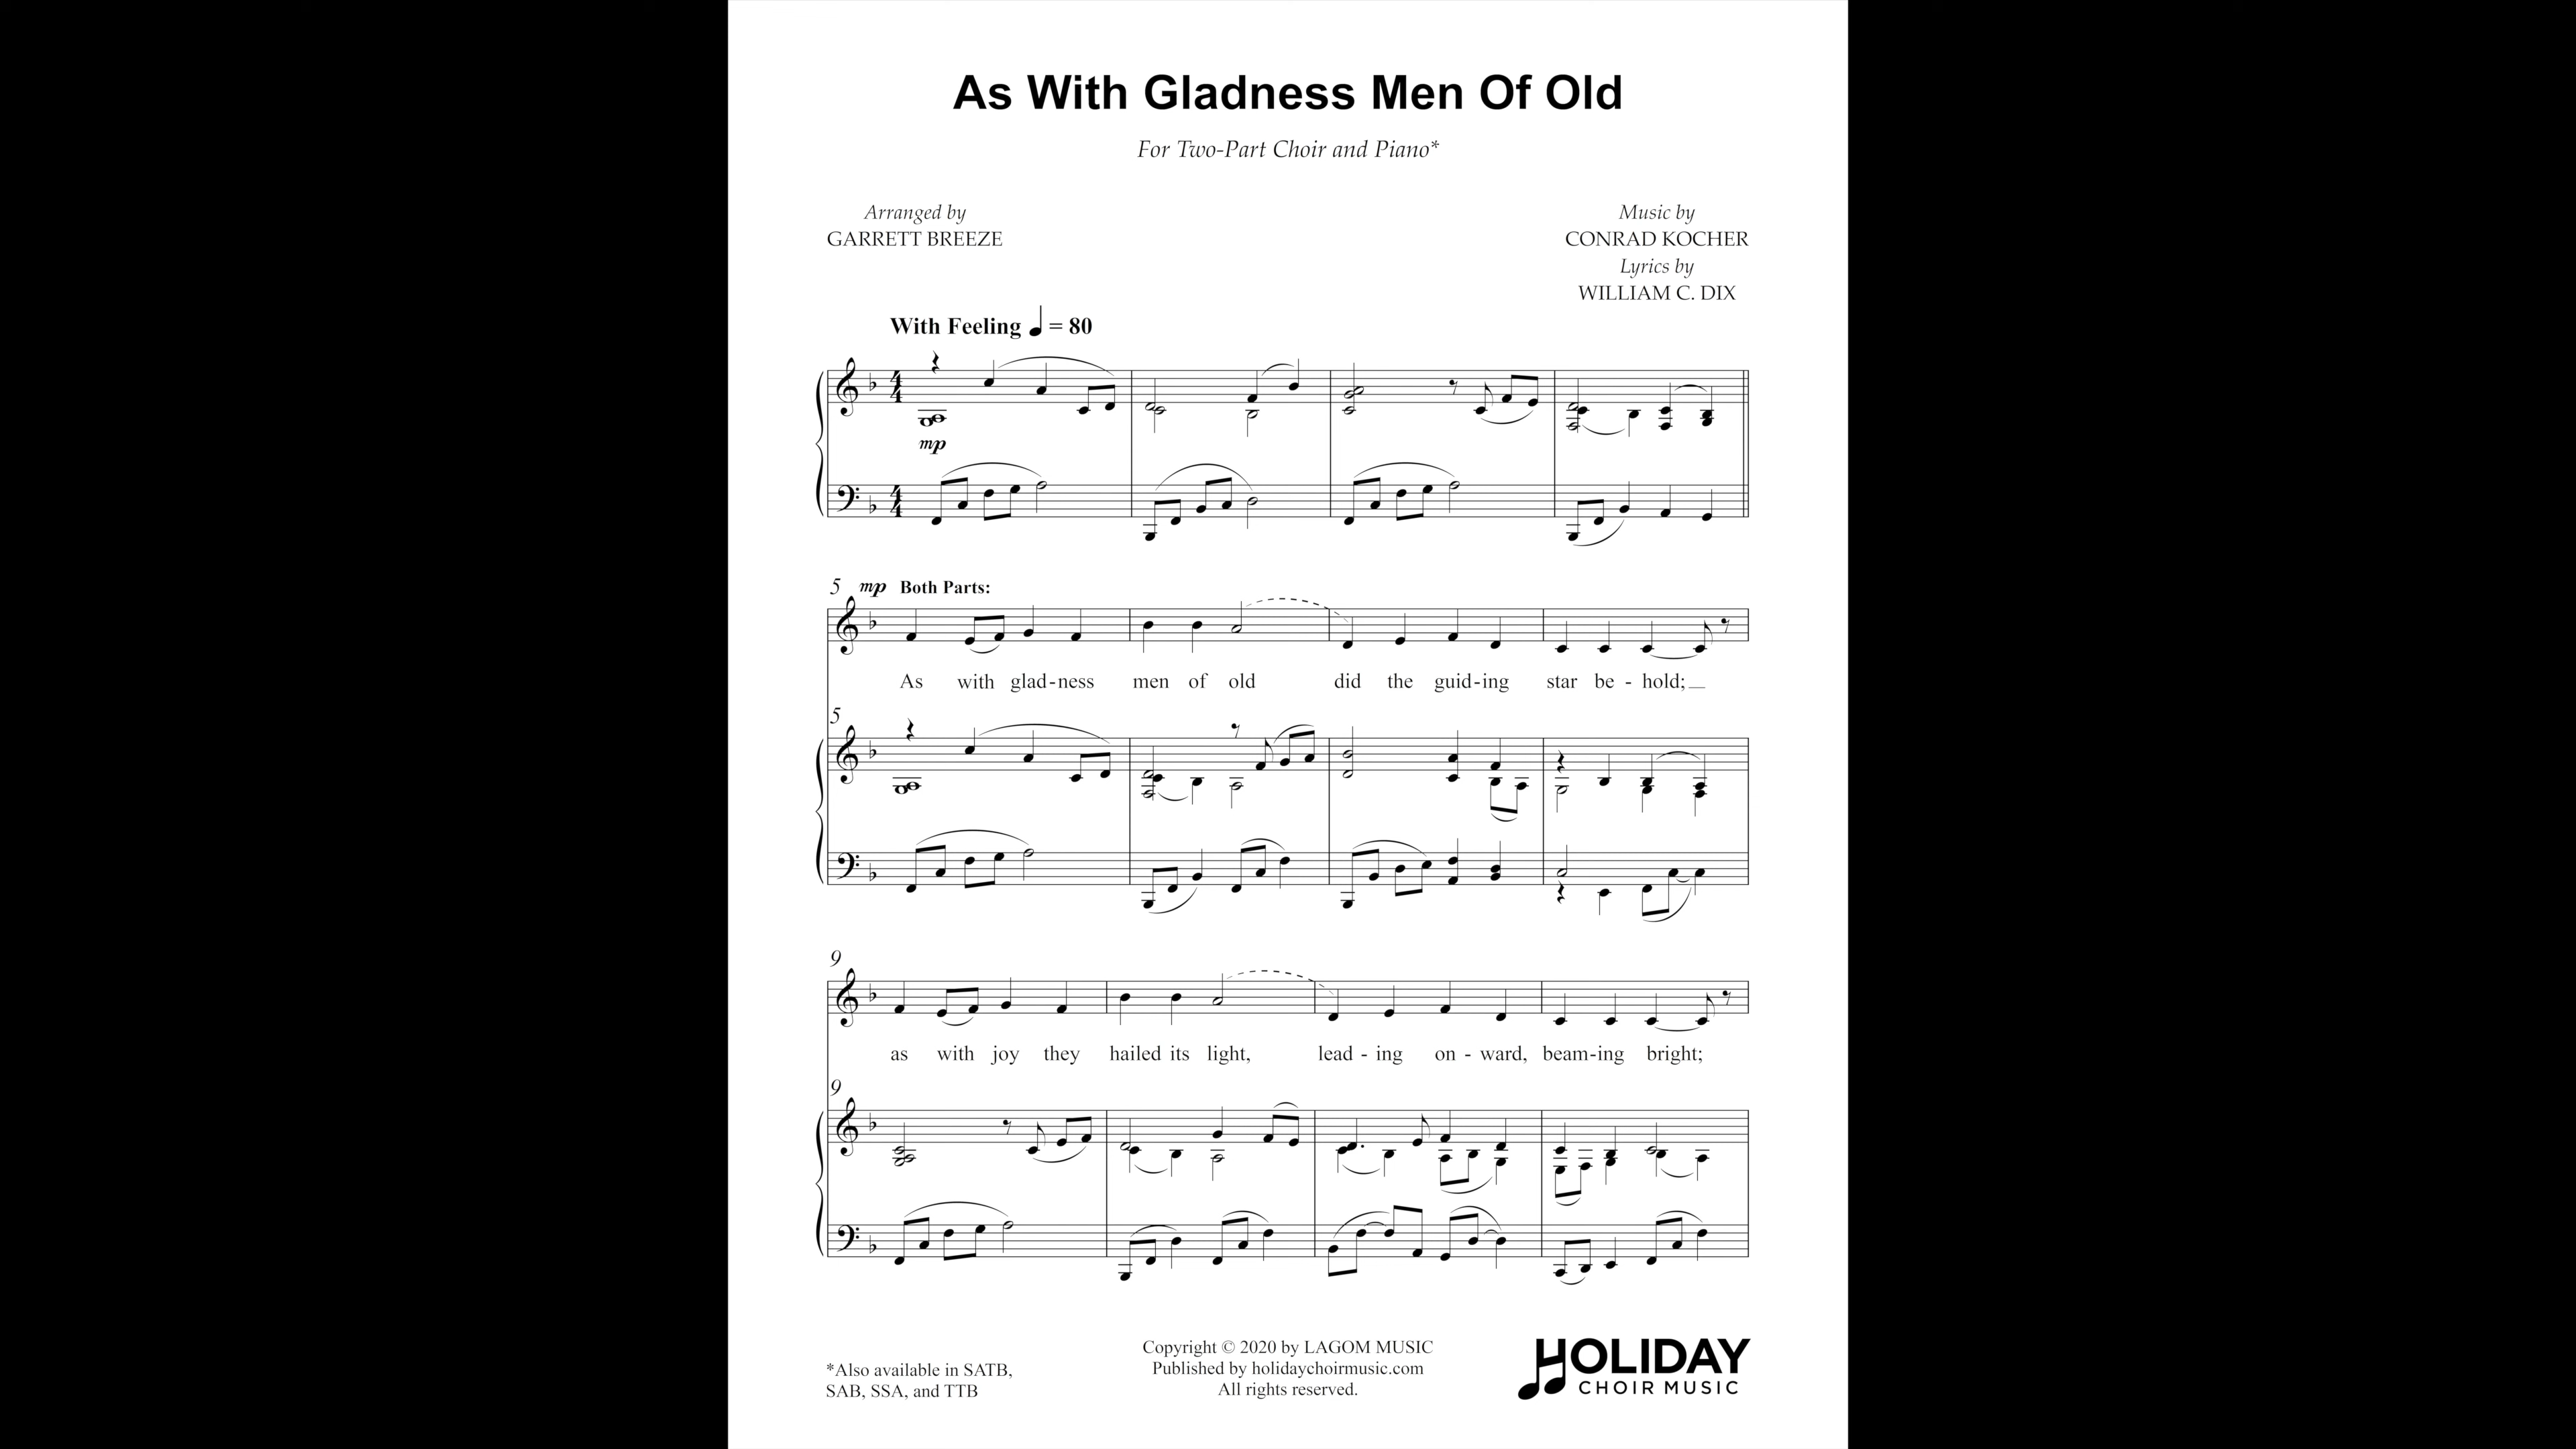 As With Gladness Men Of Old
For Two-Part Choir and Piano*
Arranged by
GARRETT BREEZE
Music by
CONRAD KOCHER
Lyrics by
WILLIAM C. DIX
With Feeling ♩ = 80
4/4
mp
4/4
5 mp Both Parts:
As with glad-ness men of old did the guid-ing star be - hold;
5
9
as with joy they hailed its light, lead - ing on - ward, beam-ing bright;
9
*Also available in SATB,
SAB, SSA, and TTB
Copyright © 2020 by LAGOM MUSIC
Published by holidaychoirmusic.com
All rights reserved.
HOLIDAY
CHOIR MUSIC